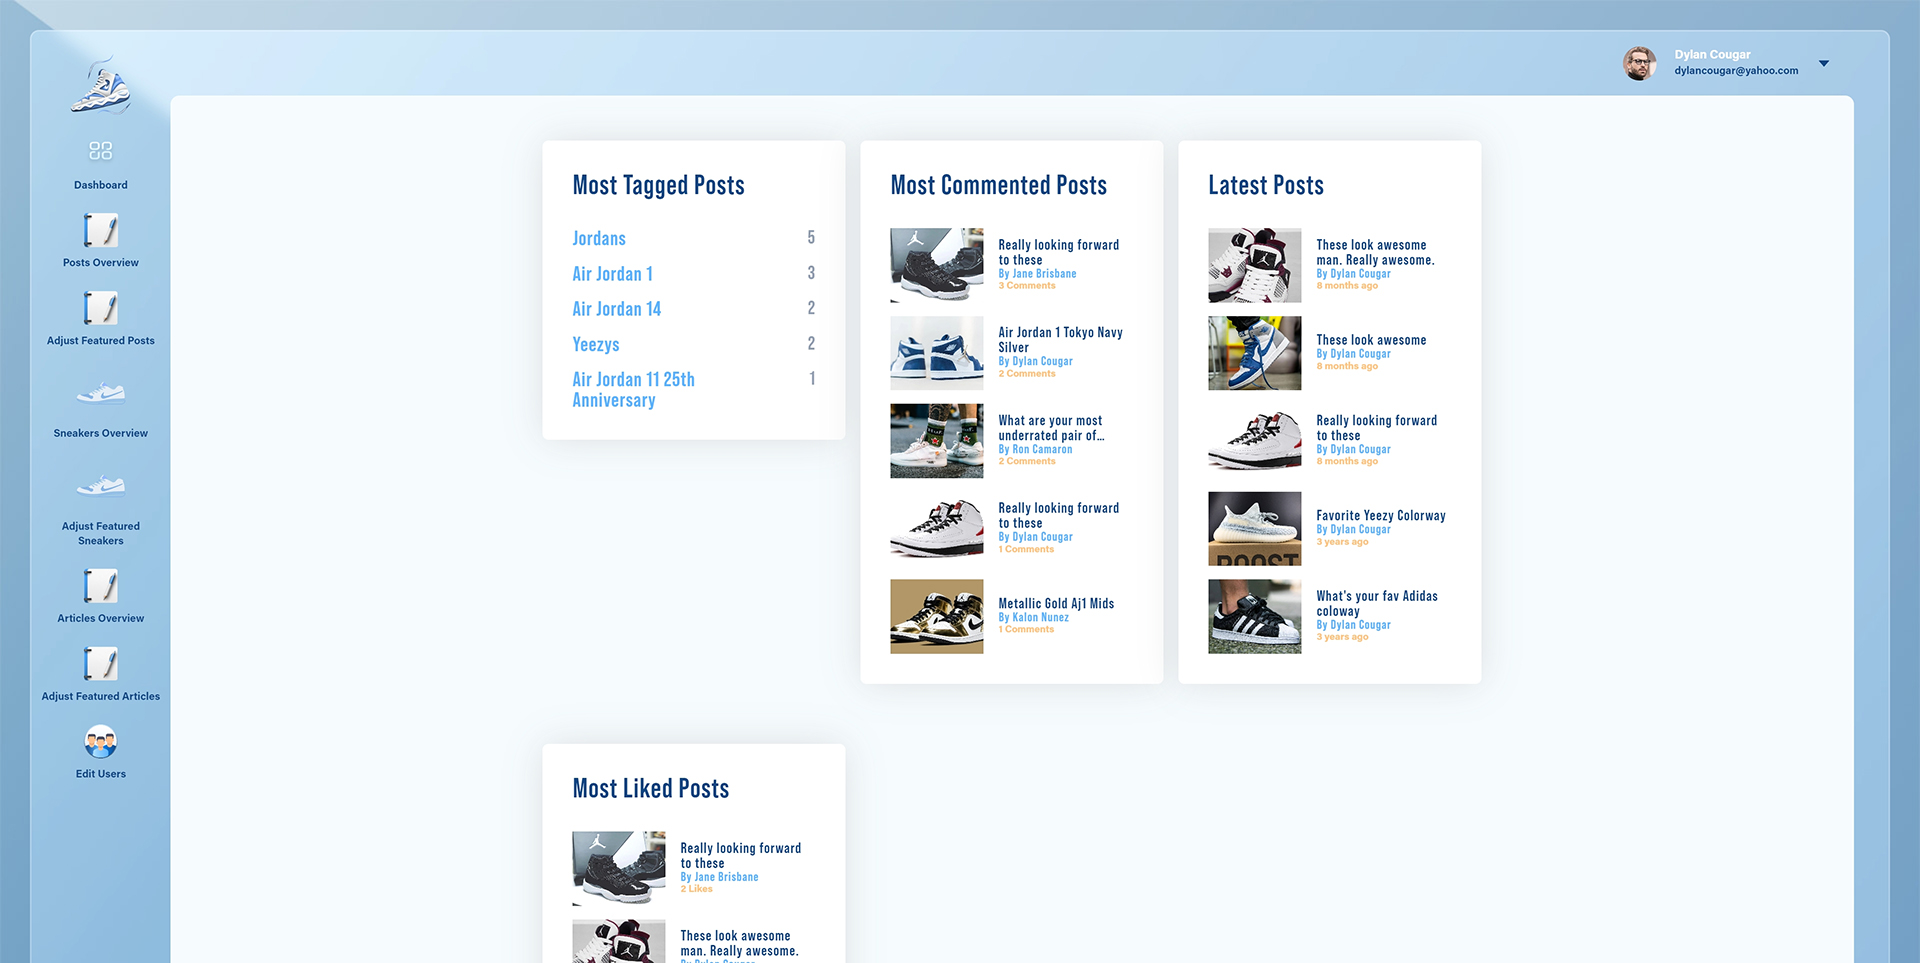 Dylan Cougar
dylancougar@yahoo.com
Dashboard
Posts Overview
Adjust Featured Posts
Sneakers Overview
Adjust Featured
Sneakers
Articles Overview
Adjust Featured Articles
Edit Users
Most Tagged Posts
Jordans 5
Air Jordan 1 3
Air Jordan 14 2
Yeezys 2
Air Jordan 11 25th 1
Anniversary
Most Commented Posts
Really looking forward
to these
By Jane Brisbane
3 Comments
Air Jordan 1 Tokyo Navy
Silver
By Dylan Cougar
2 Comments
What are your most
underrated pair of...
By Ron Camaron
2 Comments
Really looking forward
to these
By Dylan Cougar
1 Comments
Metallic Gold Aj1 Mids
By Kalon Nunez
1 Comments
Latest Posts
These look awesome
man. Really awesome.
By Dylan Cougar
8 months ago
These look awesome
By Dylan Cougar
8 months ago
Really looking forward
to these
By Dylan Cougar
8 months ago
BOOST
Favorite Yeezy Colorway
By Dylan Cougar
3 years ago
What's your fav Adidas
coloway
By Dylan Cougar
3 years ago
Most Liked Posts
Really looking forward
to these
By Jane Brisbane
2 Likes
These look awesome
man. Really awesome.
By Dylan Cougar